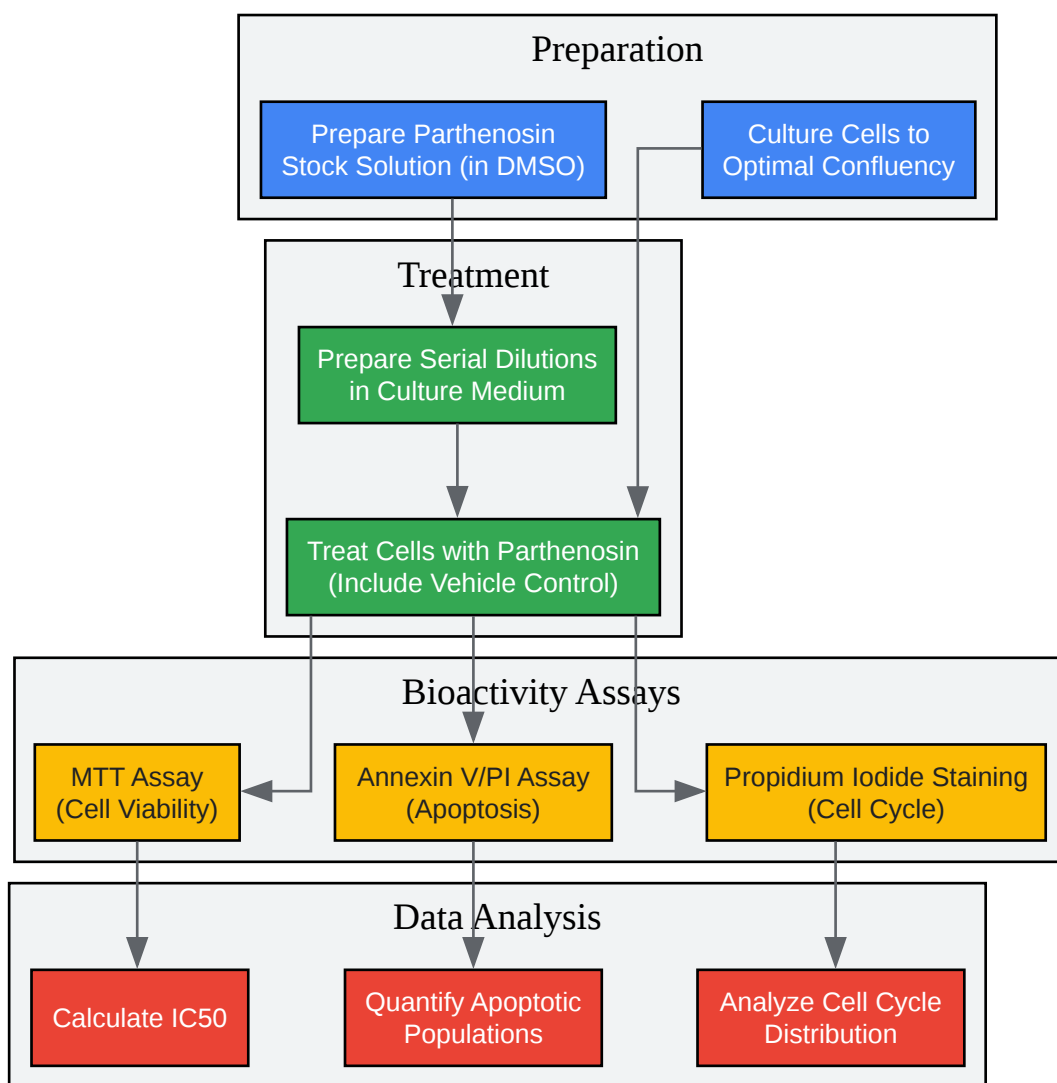 Preparation
Prepare Parthenosin
Stock Solution (in DMSO)
Culture Cells to
Optimal Confluency
Treatment
Prepare Serial Dilutions
in Culture Medium
Treat Cells with Parthenosin
(Include Vehicle Control)
Bioactivity Assays
MTT Assay
(Cell Viability)
Annexin V/PI Assay
(Apoptosis)
Propidium Iodide Staining
(Cell Cycle)
Data Analysis
Calculate IC50
Quantify Apoptotic
Populations
Analyze Cell Cycle
Distribution